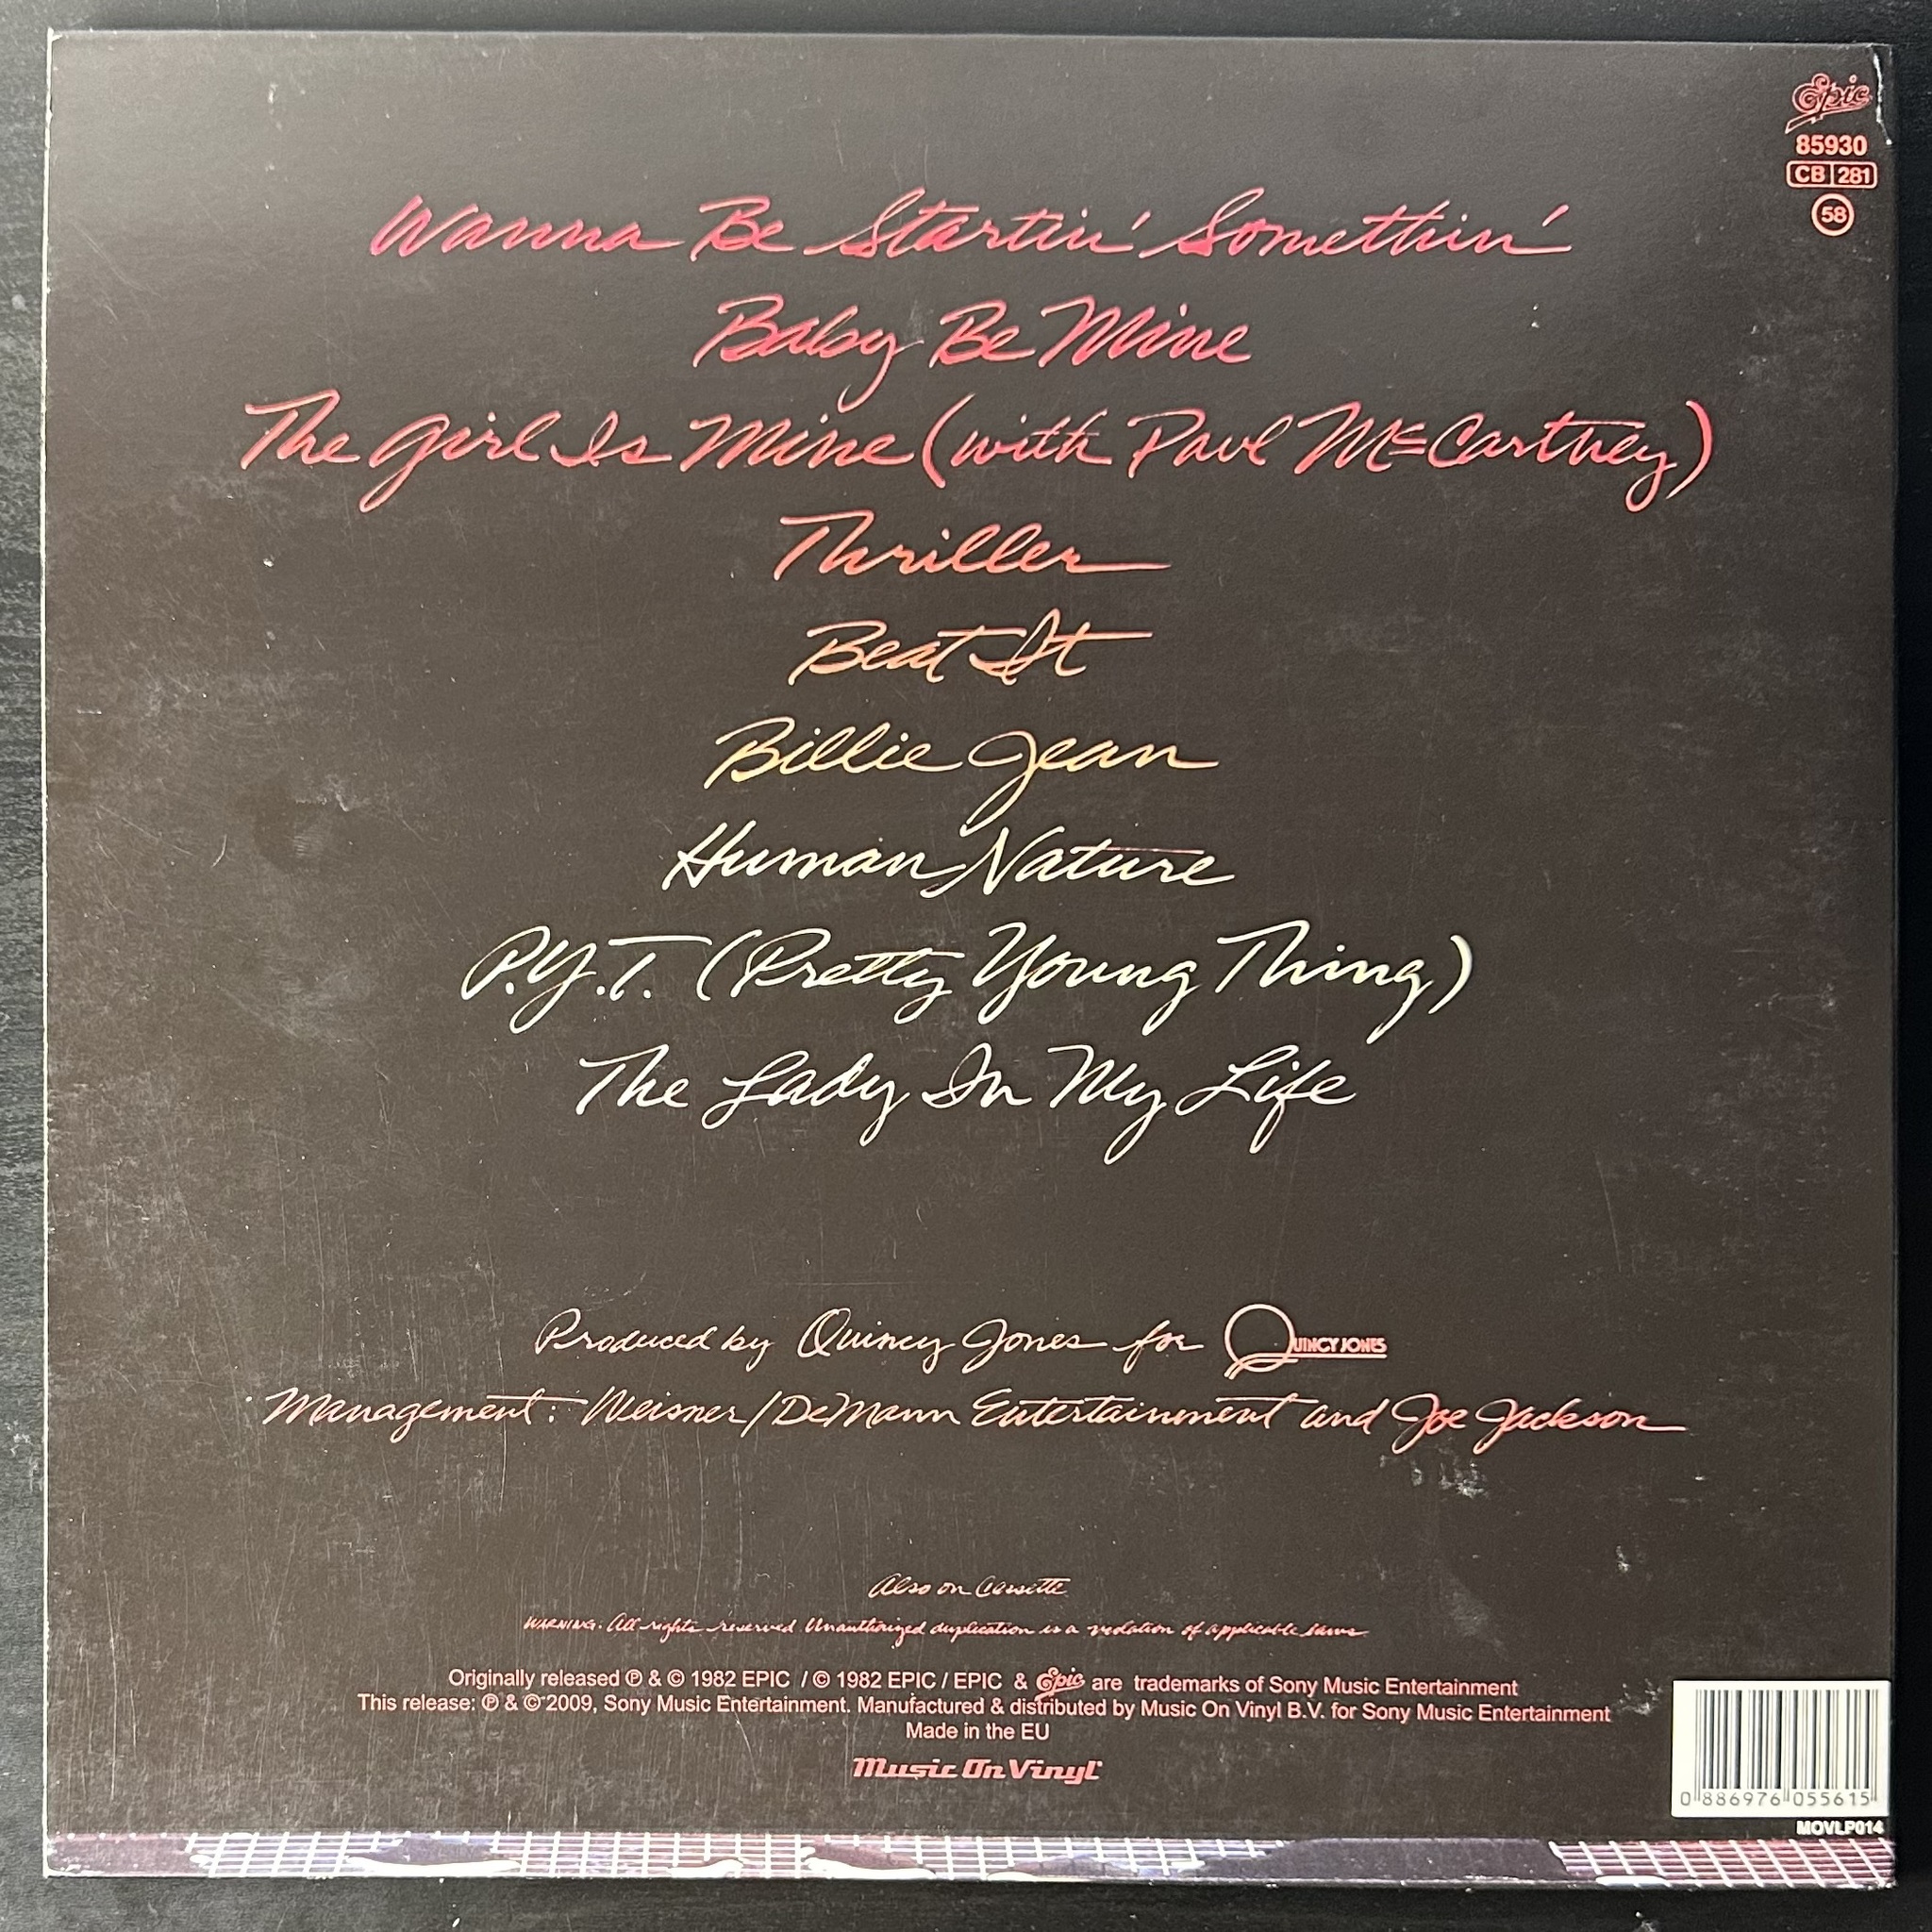 Epic
85930
CB 281
58
Wanna Be Startin' Somethin'
Baby Be Mine
The Girl Is Mine (with Paul McCartney)
Thriller
Beat It
Billie Jean
Human Nature
P.Y.T. (Pretty Young Thing)
The Lady In My Life
Produced by Quincy Jones for QUINCY JONES
Management: Weisner/DeMann Entertainment and Joe Jackson
Also on Cassette
WARNING: All rights reserved. Unauthorized duplication is a violation of applicable laws.
Originally released ℗ & © 1982 EPIC / © 1982 EPIC / EPIC & Epic are trademarks of Sony Music Entertainment
This release: ℗ & © 2009, Sony Music Entertainment. Manufactured & distributed by Music On Vinyl B.V. for Sony Music Entertainment
Made in the EU
Music On Vinyl
0 886976 055615
MOVLP014